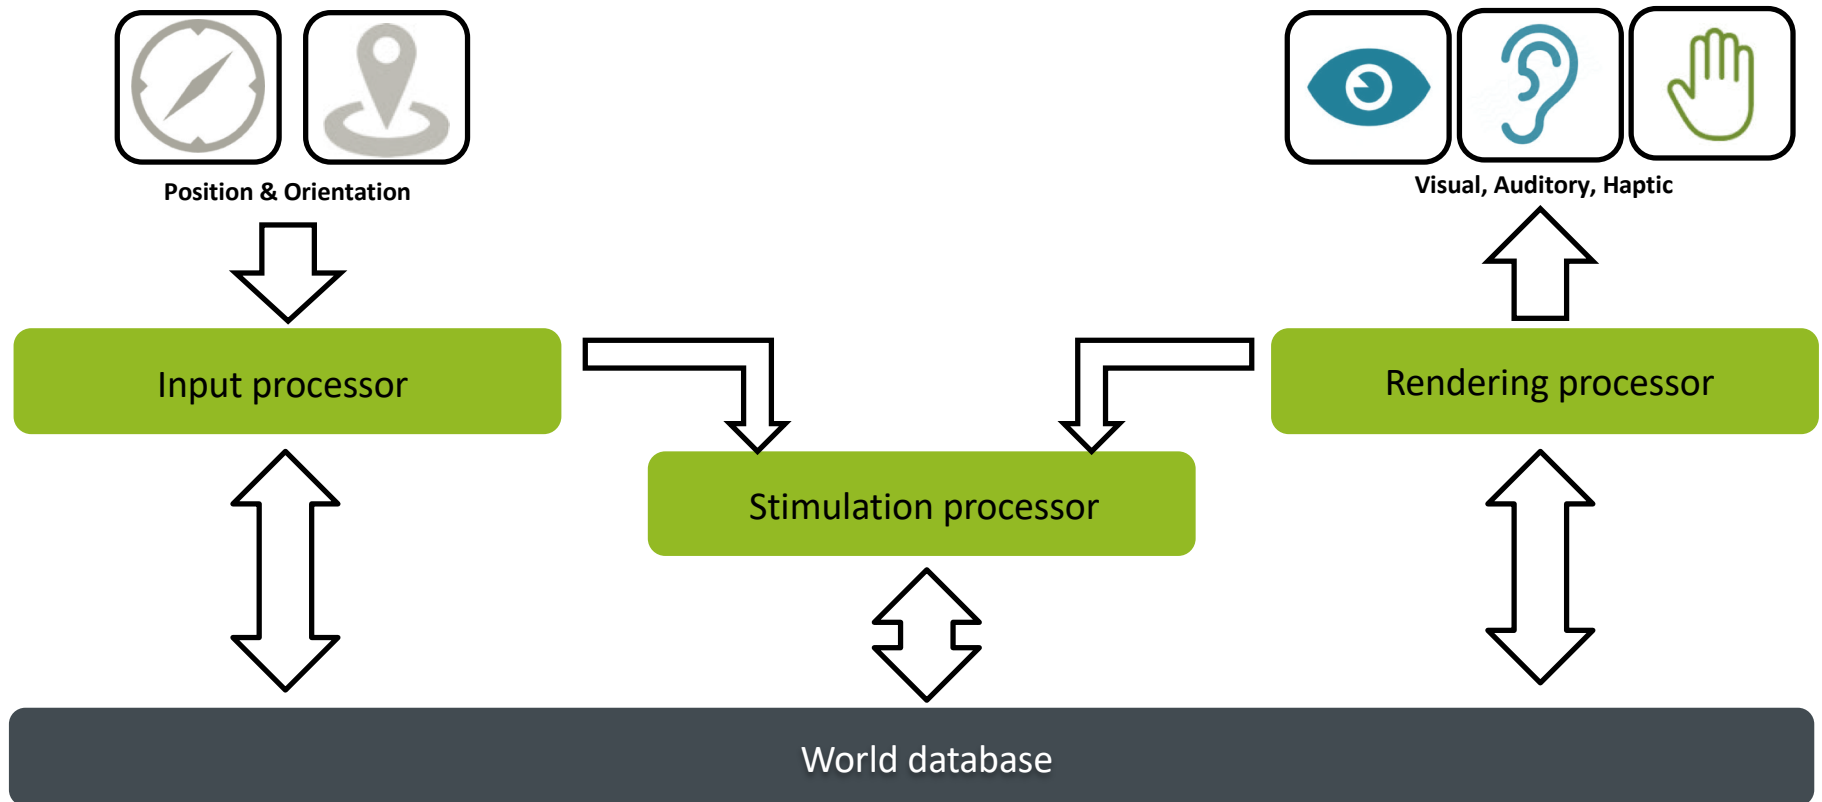 Position & Orientation
Visual, Auditory, Haptic
Input processor
Rendering processor
Stimulation processor
World database